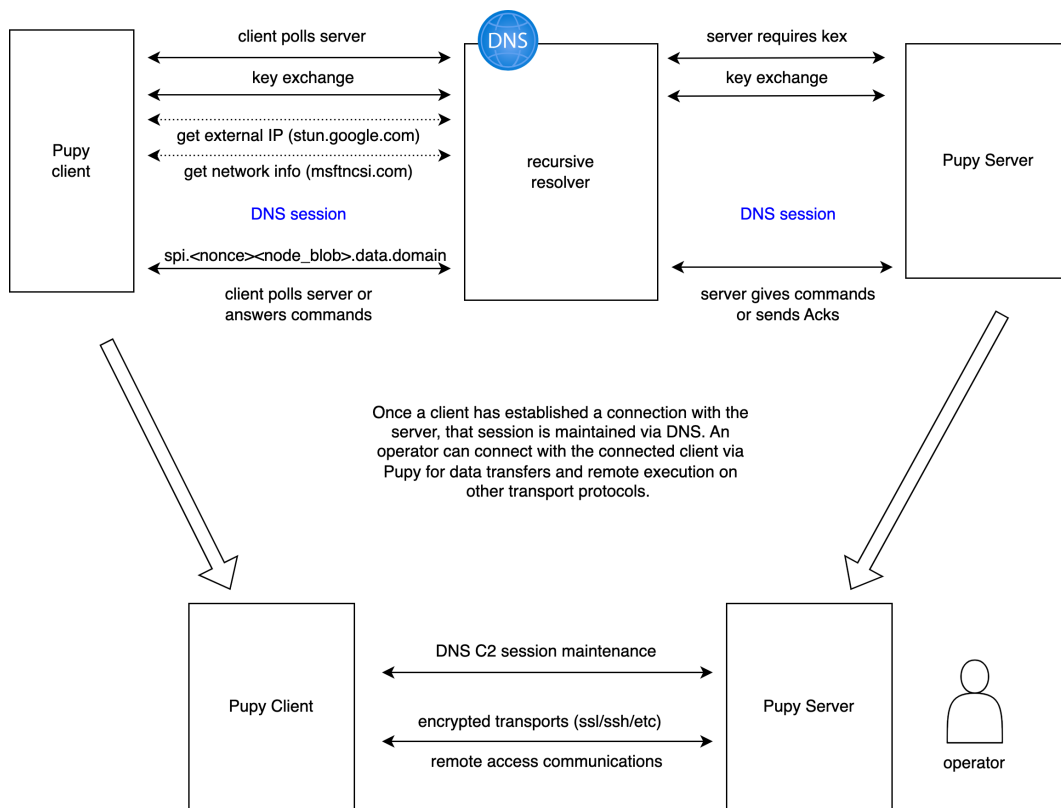 DNS
client polls server
server requires kex
key exchange
key exchange
get external IP (stun.google.com)
Pupy
client
recursive
resolver
Pupy Server
get network info (msftncsi.com)
DNS session
DNS session
spi.<nonce><node_blob>.data.domain
client polls server or
answers commands
server gives commands
or sends Acks
Once a client has established a connection with the
server, that session is maintained via DNS. An
operator can connect with the connected client via
Pupy for data transfers and remote execution on
other transport protocols.
DNS C2 session maintenance
Pupy Client
Pupy Server
encrypted transports (ssl/ssh/etc)
remote access communications
operator